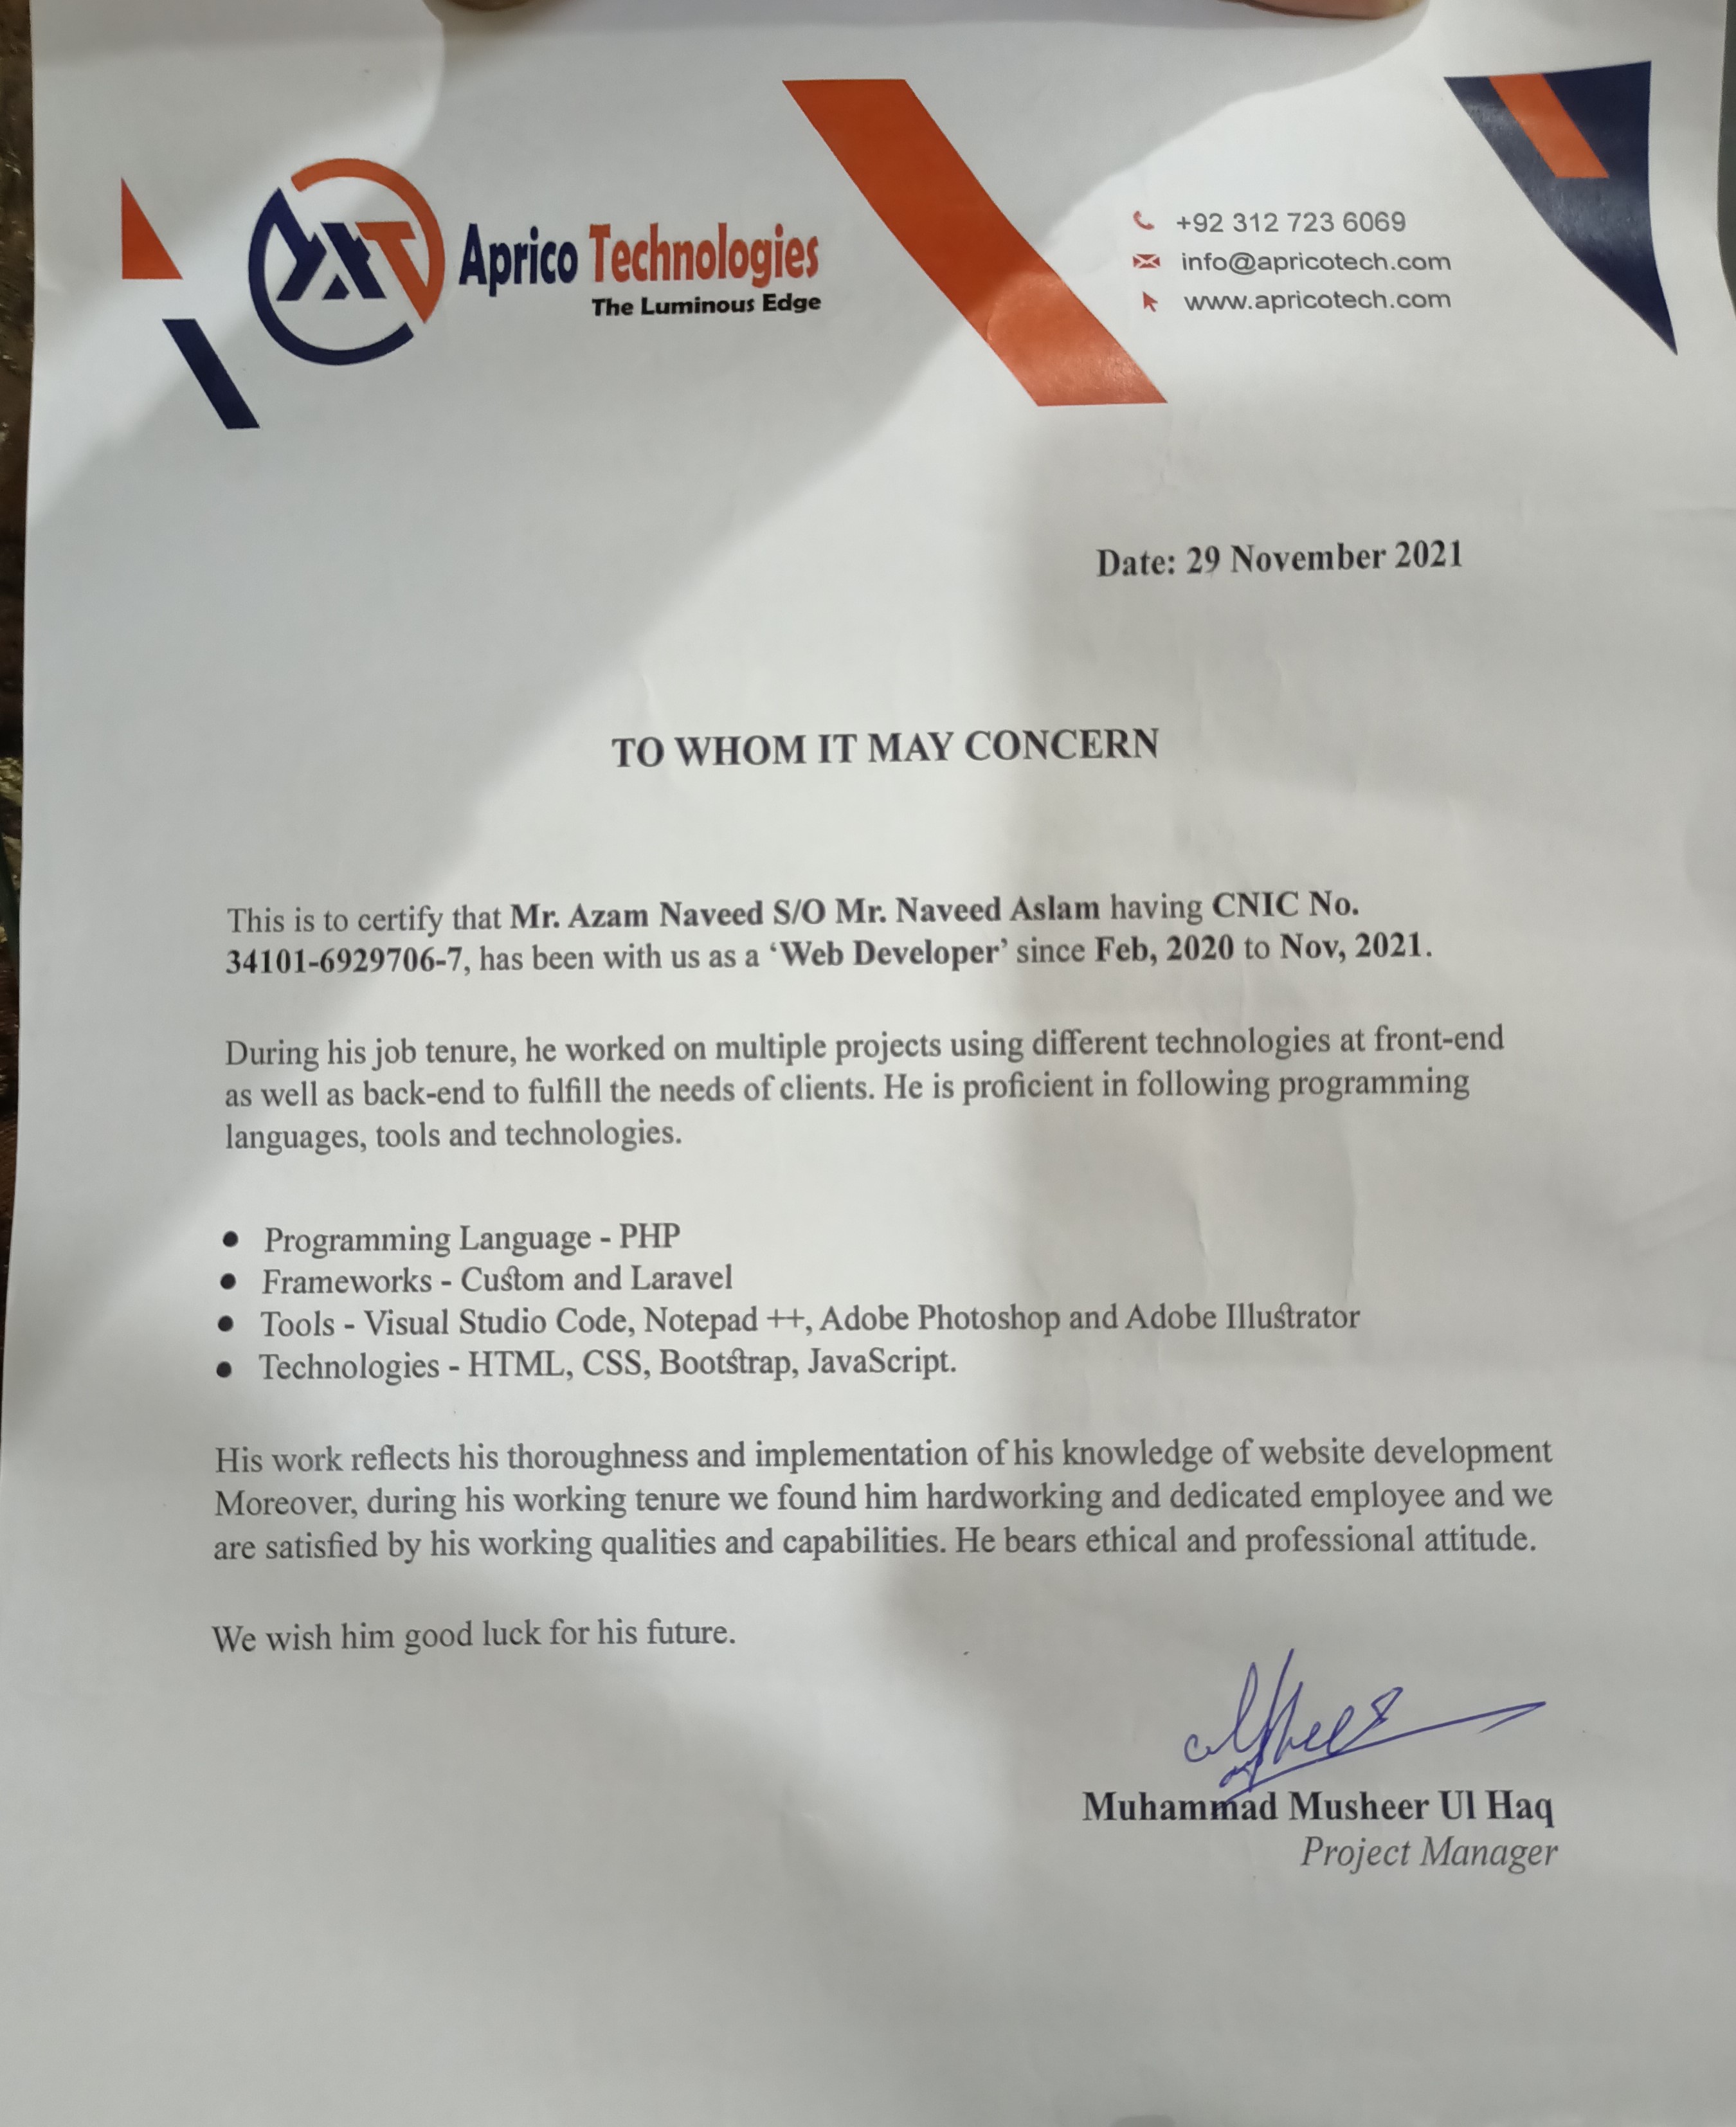 Aprico Technologies
The Luminous Edge
+92 312 723 6069
info@apricotech.com
www.apricotech.com
Date: 29 November 2021
TO WHOM IT MAY CONCERN
This is to certify that Mr. Azam Naveed S/O Mr. Naveed Aslam having CNIC No.
34101-6929706-7, has been with us as a ‘Web Developer’ since Feb, 2020 to Nov, 2021.
During his job tenure, he worked on multiple projects using different technologies at front-end
as well as back-end to fulfill the needs of clients. He is proficient in following programming
languages, tools and technologies.
• Programming Language - PHP
• Frameworks - Custom and Laravel
• Tools - Visual Studio Code, Notepad ++, Adobe Photoshop and Adobe Illustrator
• Technologies - HTML, CSS, Bootstrap, JavaScript.
His work reflects his thoroughness and implementation of his knowledge of website development
Moreover, during his working tenure we found him hardworking and dedicated employee and we
are satisfied by his working qualities and capabilities. He bears ethical and professional attitude.
We wish him good luck for his future.
Muhammad Musheer Ul Haq
Project Manager